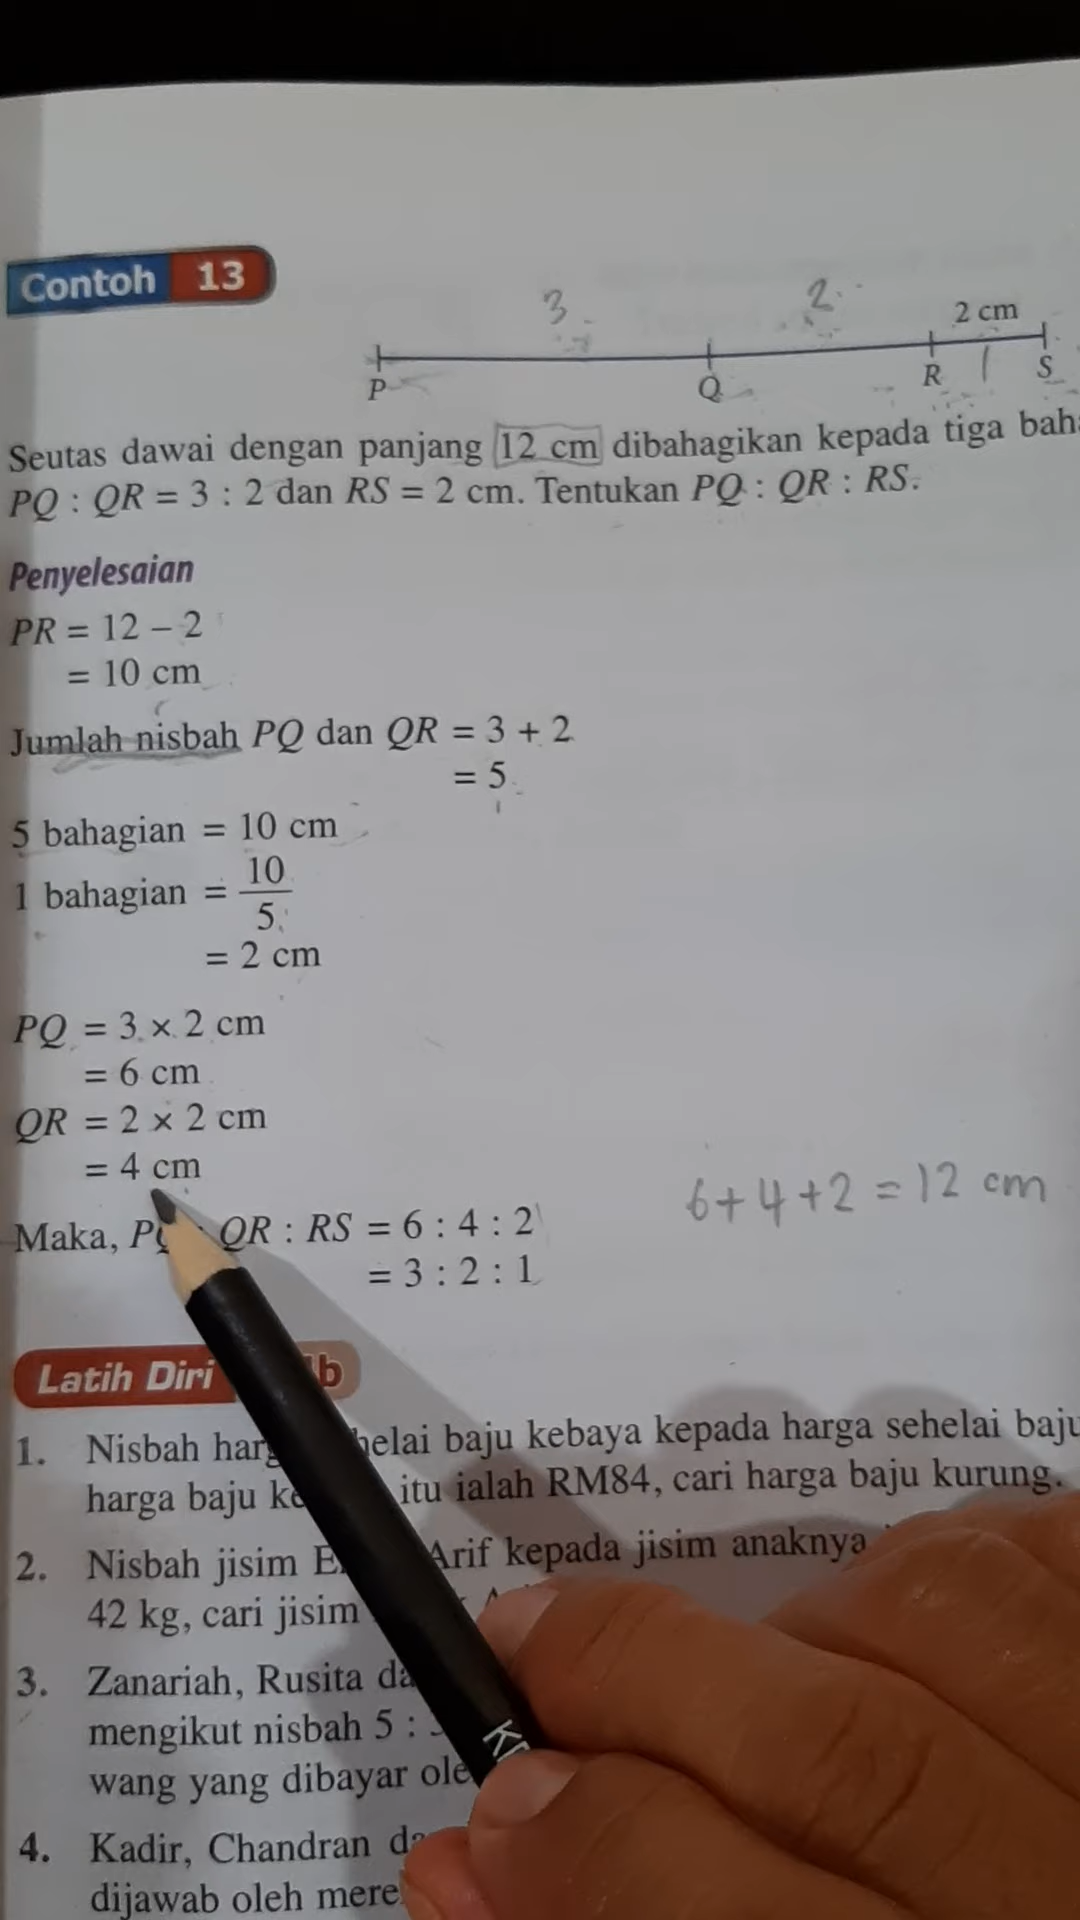 Contoh 13
3 2 2 cm
P Q R 1 S
Seutas dawai dengan panjang 12 cm dibahagikan kepada tiga
PQ : QR = 3 : 2 dan RS = 2 cm. Tentukan PQ : QR : RS.
Penyelesaian
PR = 12 – 2
= 10 cm
Jumlah nisbah PQ dan QR = 3 + 2
= 5
5 bahagian = 10 cm
1 bahagian = 10/5
= 2 cm
PQ = 3 × 2 cm
= 6 cm
QR = 2 × 2 cm
= 4 cm
6+4+2 = 12 cm
Maka, : QR : RS = 6 : 4 : 2
= 3 : 2 : 1
Latih Diri
1. Nisbah baju kebaya kepada harga sehelai baju
harga baju itu ialah RM84, cari harga baju kurung.
2. Nisbah jisim Arif kepada jisim anaknya
42 kg, cari jisim
3. Zanariah, Rusita
mengikut nisbah 5 :
wang yang dibayar
4. Kadir, Chandran
dijawab oleh